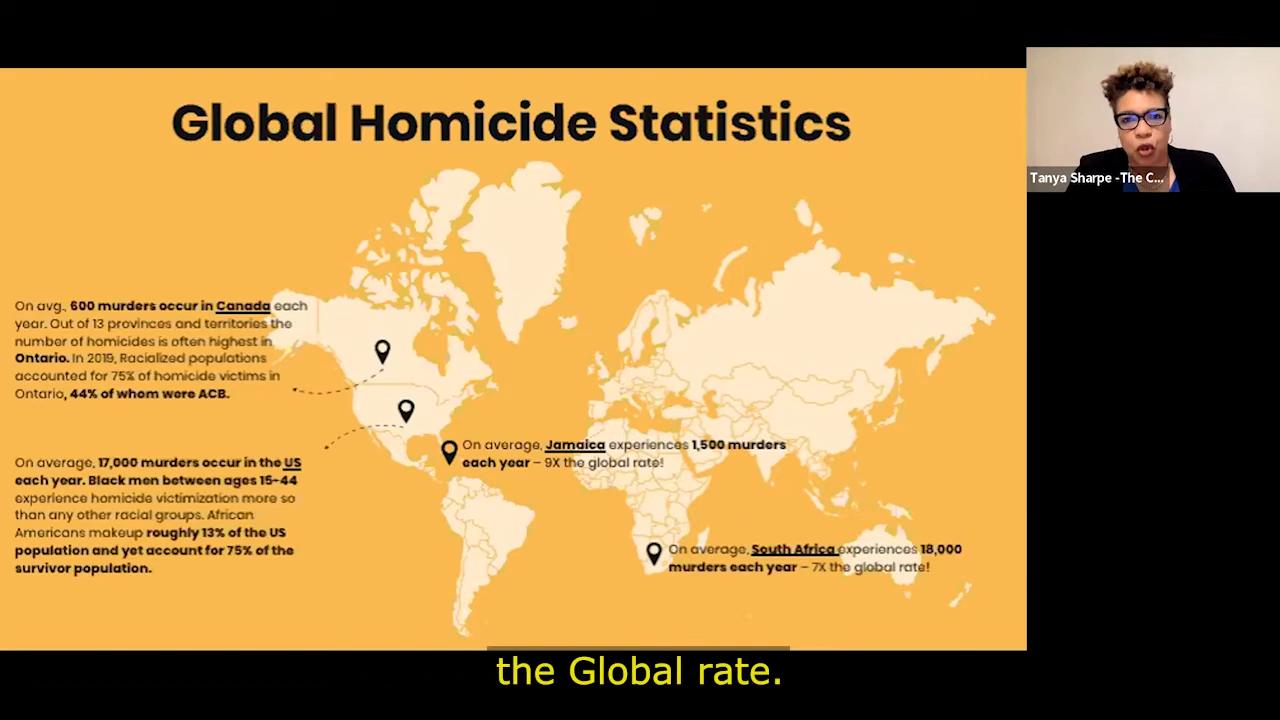 Global Homicide Statistics
Tanya Sharpe -The C...
On avg., 600 murders occur in Canada each
year. Out of 13 provinces and territories the
number of homicides is often highest in
Ontario. In 2019, Racialized populations
accounted for 75% of homicide victims in
Ontario, 44% of whom were ACB.
On average, Jamaica experiences 1,500 murders
each year – 9X the global rate!
On average, 17,000 murders occur in the US
each year. Black men between ages 15-44
experience homicide victimization more so
than any other racial groups. African
Americans makeup roughly 13% of the US
population and yet account for 75% of the
survivor population.
On average, South Africa experiences 18,000
murders each year – 7X the global rate!
the Global rate.